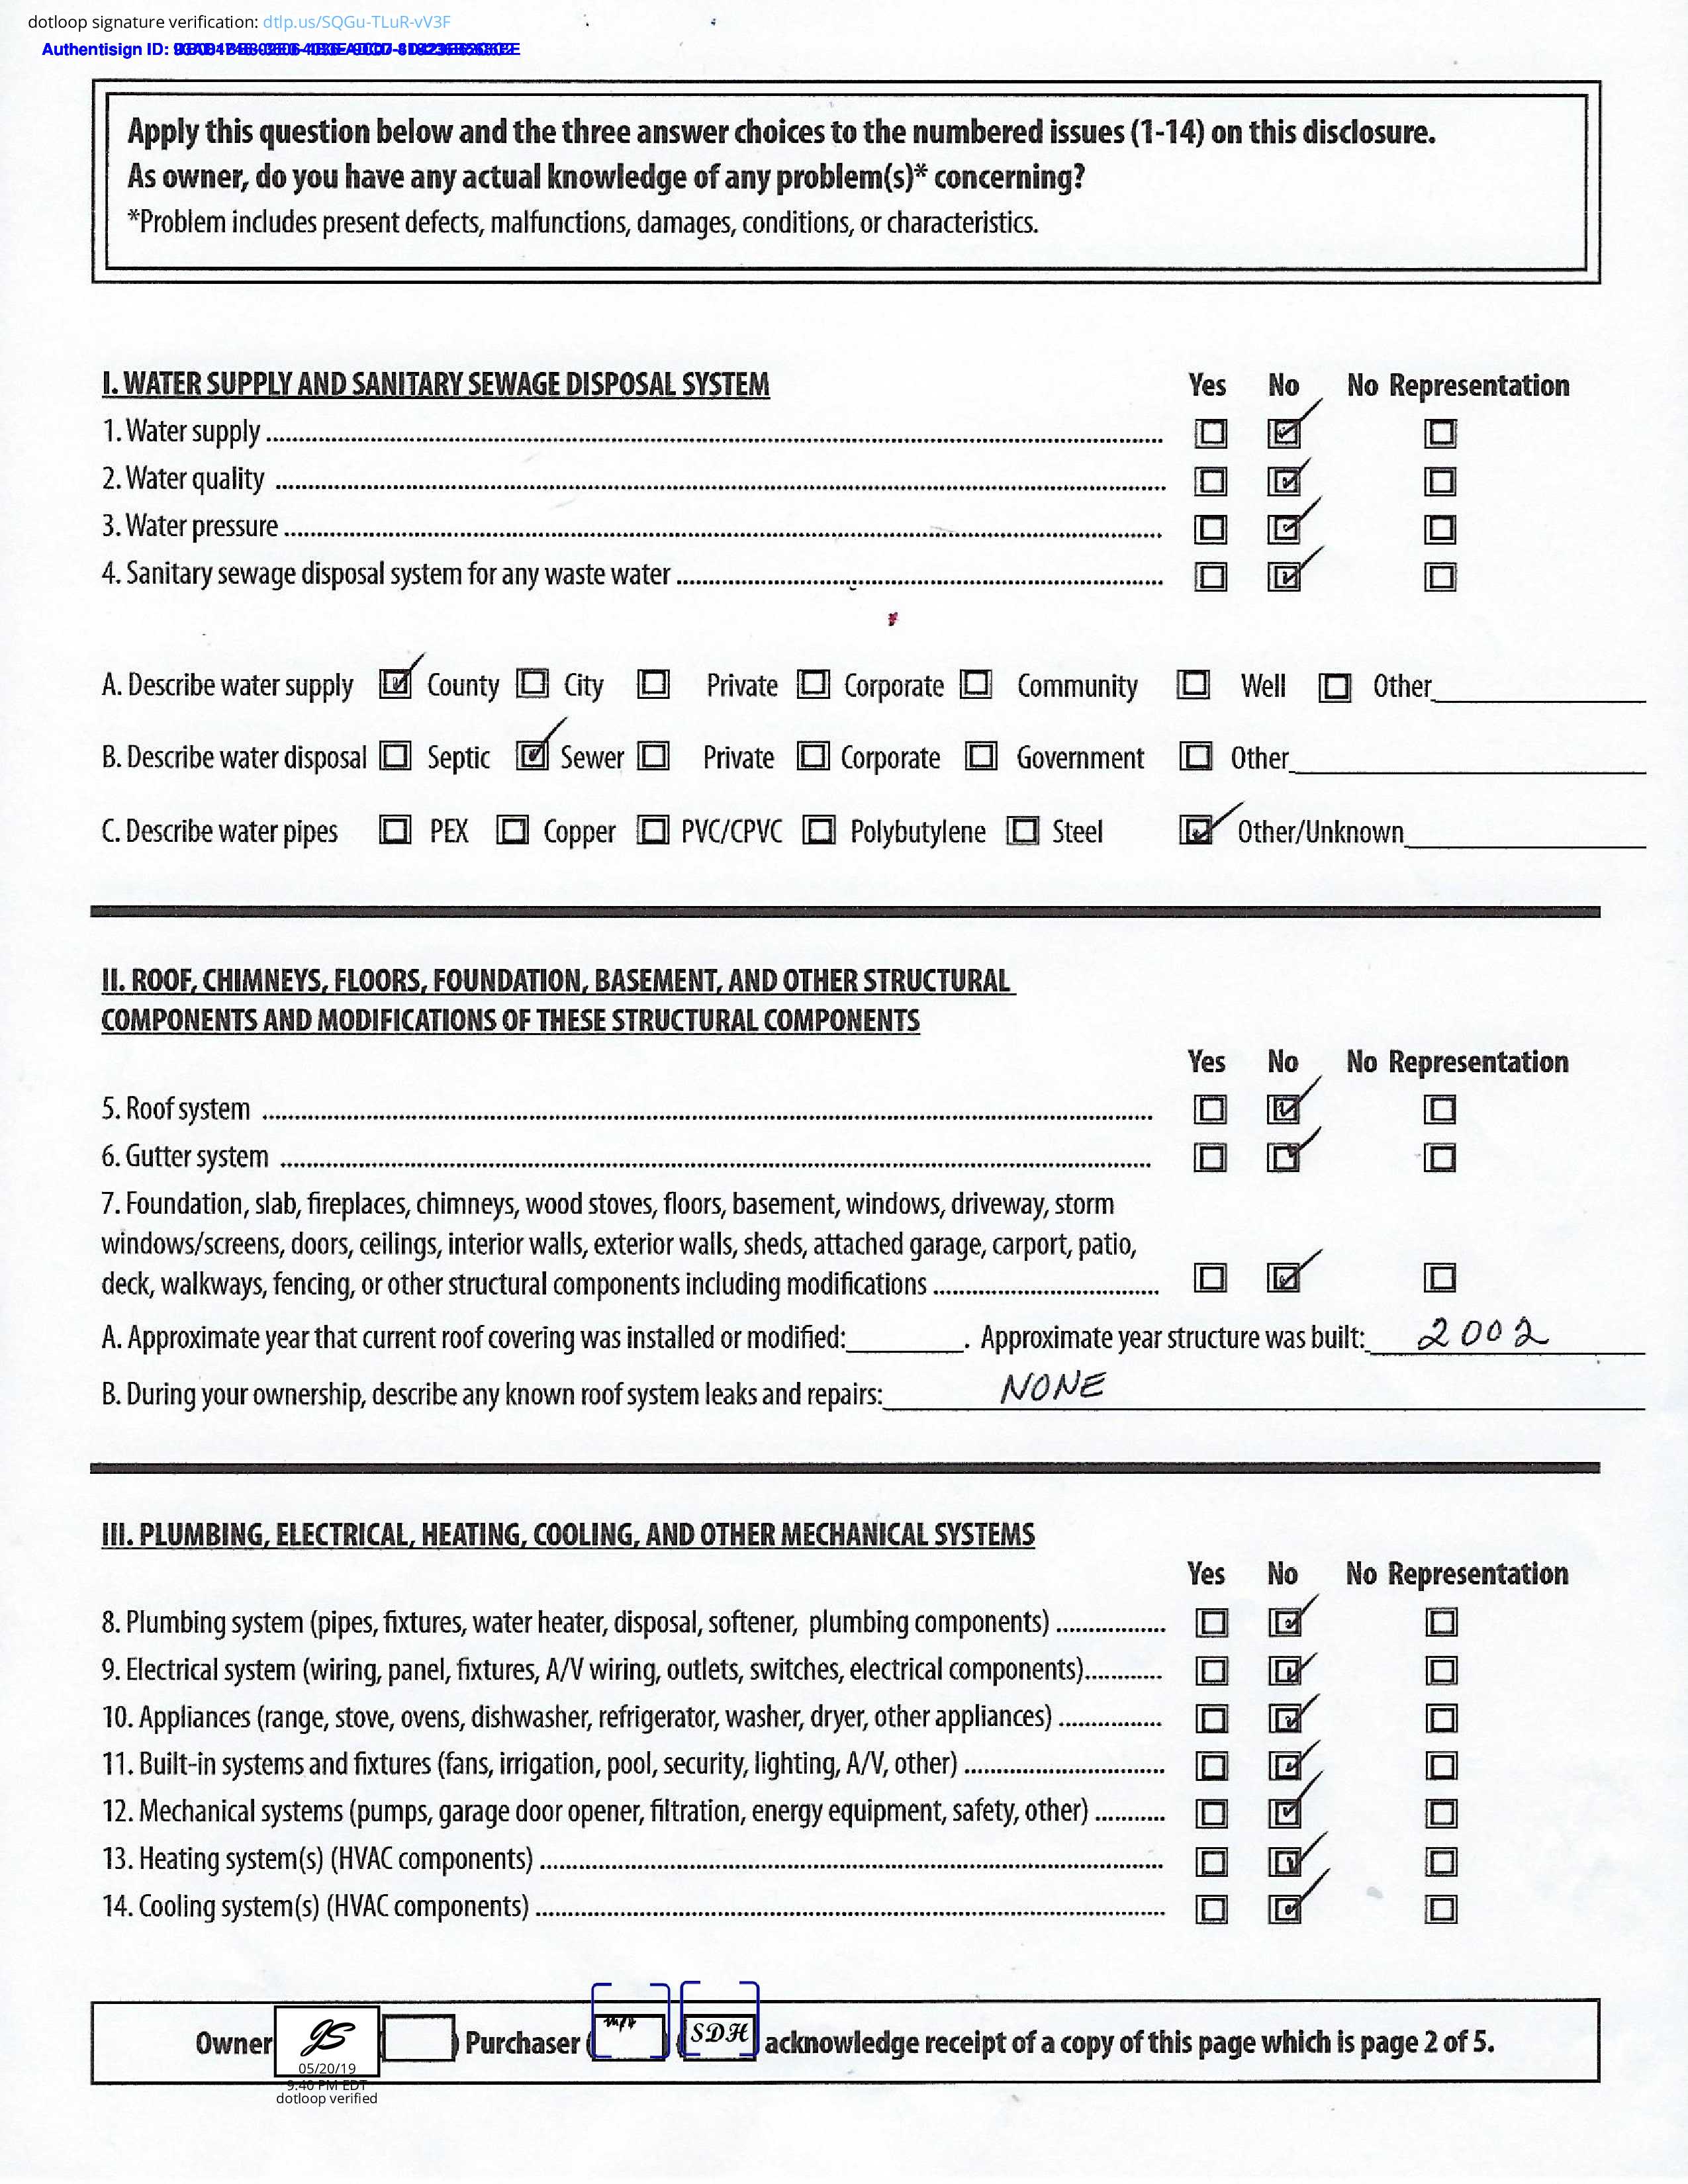 dotloop signature verification: dtlp.us/SQGu-TLuR-vV3F
Authentisign ID:
Apply this question below and the three answer choices to the numbered issues (1-14) on this disclosure.
As owner, do you have any actual knowledge of any problem(s)* concerning?
*Problem includes present defects, malfunctions, damages, conditions, or characteristics.
I. WATER SUPPLY AND SANITARY SEWAGE DISPOSAL SYSTEM Yes No No Representation
1. Water supply
2. Water quality
3. Water pressure
4. Sanitary sewage disposal system for any waste water
A. Describe water supply County City Private Corporate Community Well Other
B. Describe water disposal Septic Sewer Private Corporate Government Other
C. Describe water pipes PEX Copper PVC/CPVC Polybutylene Steel Other/Unknown
II. ROOF, CHIMNEYS, FLOORS, FOUNDATION, BASEMENT, AND OTHER STRUCTURAL
COMPONENTS AND MODIFICATIONS OF THESE STRUCTURAL COMPONENTS
Yes No No Representation
5. Roof system
6. Gutter system
7. Foundation, slab, fireplaces, chimneys, wood stoves, floors, basement, windows, driveway, storm
windows/screens, doors, ceilings, interior walls, exterior walls, sheds, attached garage, carport, patio,
deck, walkways, fencing, or other structural components including modifications
A. Approximate year that current roof covering was installed or modified: . Approximate year structure was built: 2002
B. During your ownership, describe any known roof system leaks and repairs: NONE
III. PLUMBING, ELECTRICAL, HEATING, COOLING, AND OTHER MECHANICAL SYSTEMS
Yes No No Representation
8. Plumbing system (pipes, fixtures, water heater, disposal, softener, plumbing components)
9. Electrical system (wiring, panel, fixtures, A/V wiring, outlets, switches, electrical components)
10. Appliances (range, stove, ovens, dishwasher, refrigerator, washer, dryer, other appliances)
11. Built-in systems and fixtures (fans, irrigation, pool, security, lighting, A/V, other)
12. Mechanical systems (pumps, garage door opener, filtration, energy equipment, safety, other)
13. Heating system(s) (HVAC components)
14. Cooling system(s) (HVAC components)
Owner JS ) Purchaser ( ) ( SDH ) acknowledge receipt of a copy of this page which is page 2 of 5.
05/20/19
9:40 PM EDT
dotloop verified